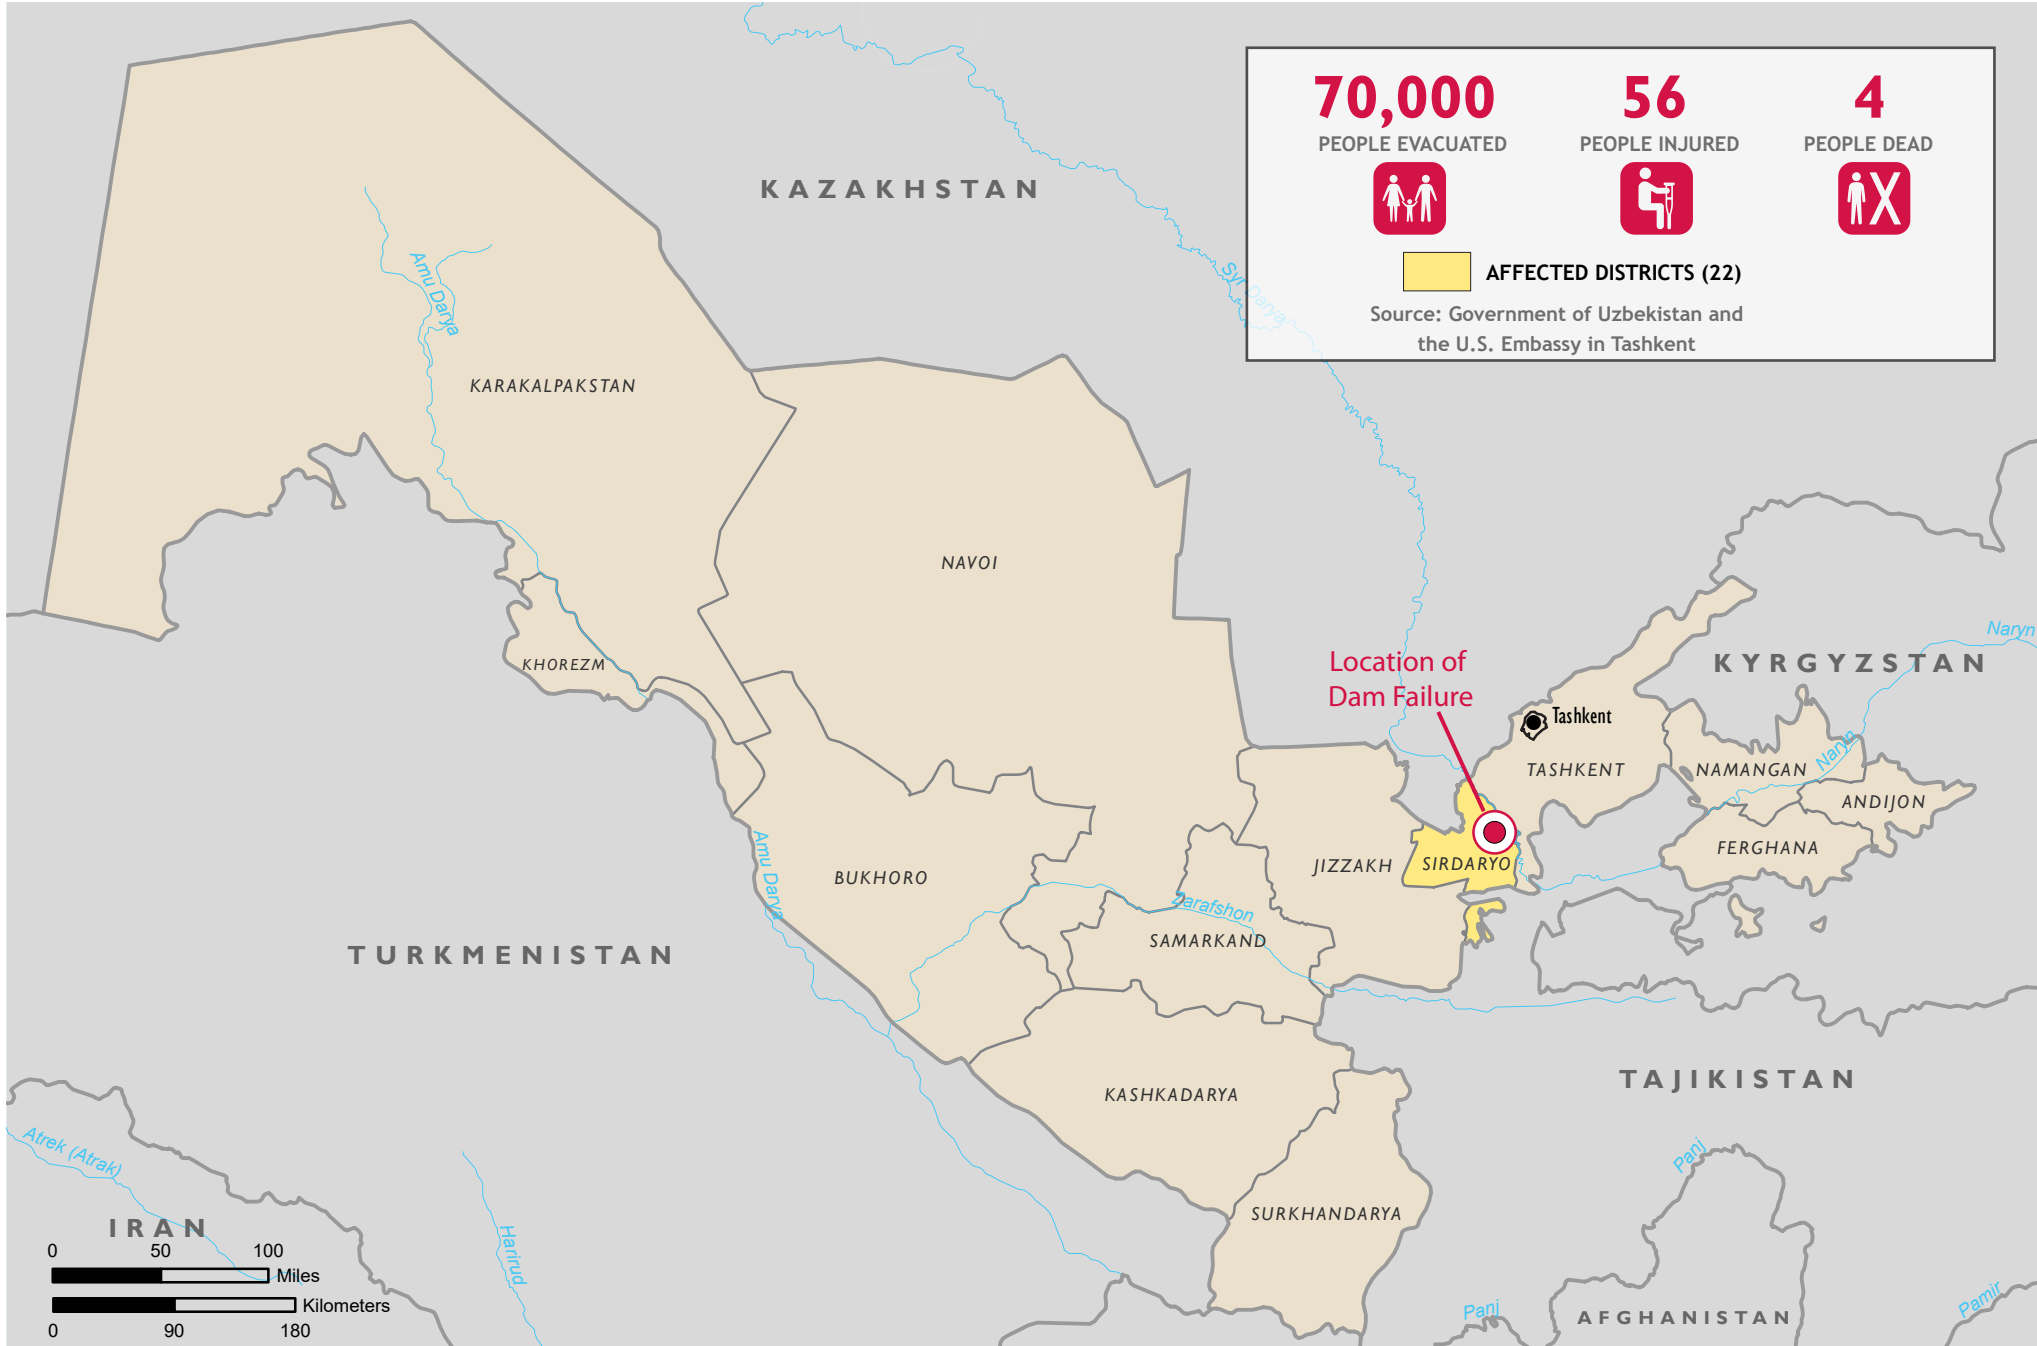 70,000
PEOPLE EVACUATED
56
PEOPLE INJURED
4
PEOPLE DEAD
AFFECTED DISTRICTS (22)
Source: Government of Uzbekistan and
the U.S. Embassy in Tashkent
KAZAKHSTAN
Syr Darya
Amu Darya
KARAKALPAKSTAN
NAVOI
Naryn
KYRGYZSTAN
Location of
Dam Failure
KHOREZM
Tashkent
TASHKENT
NAMANGAN
Naryn
ANDIJON
FERGHANA
JIZZAKH
SIRDARYO
BUKHORO
Amu Darya
Zarafshon
SAMARKAND
TURKMENISTAN
TAJIKISTAN
KASHKADARYA
SURKHANDARYA
Atrek (Atrak)
IRAN
Harirud
Panj
Panj
AFGHANISTAN
Pamir
0 50 100
Miles
Kilometers
0 90 180